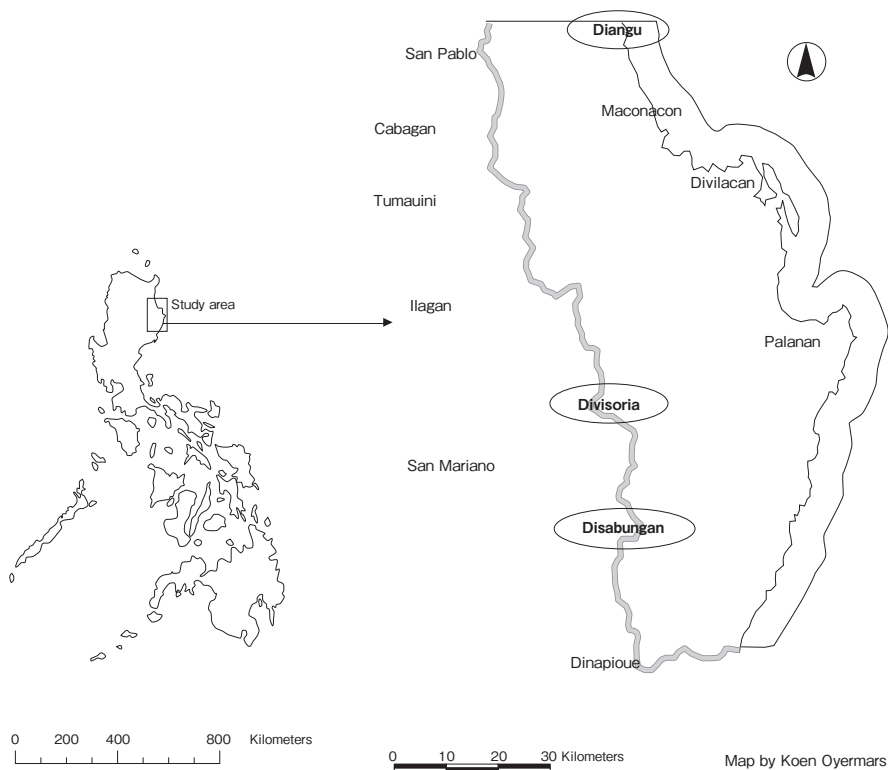 Diangu
San Pablo
Maconacon
Cabagan
Divilacan
Tumauini
Study area
Ilagan
Palanan
Divisoria
San Mariano
Disabungan
Dinapioue
0 200 400 800 Kilometers
0 10 20 30 Kilometers
Map by Koen Oyermars